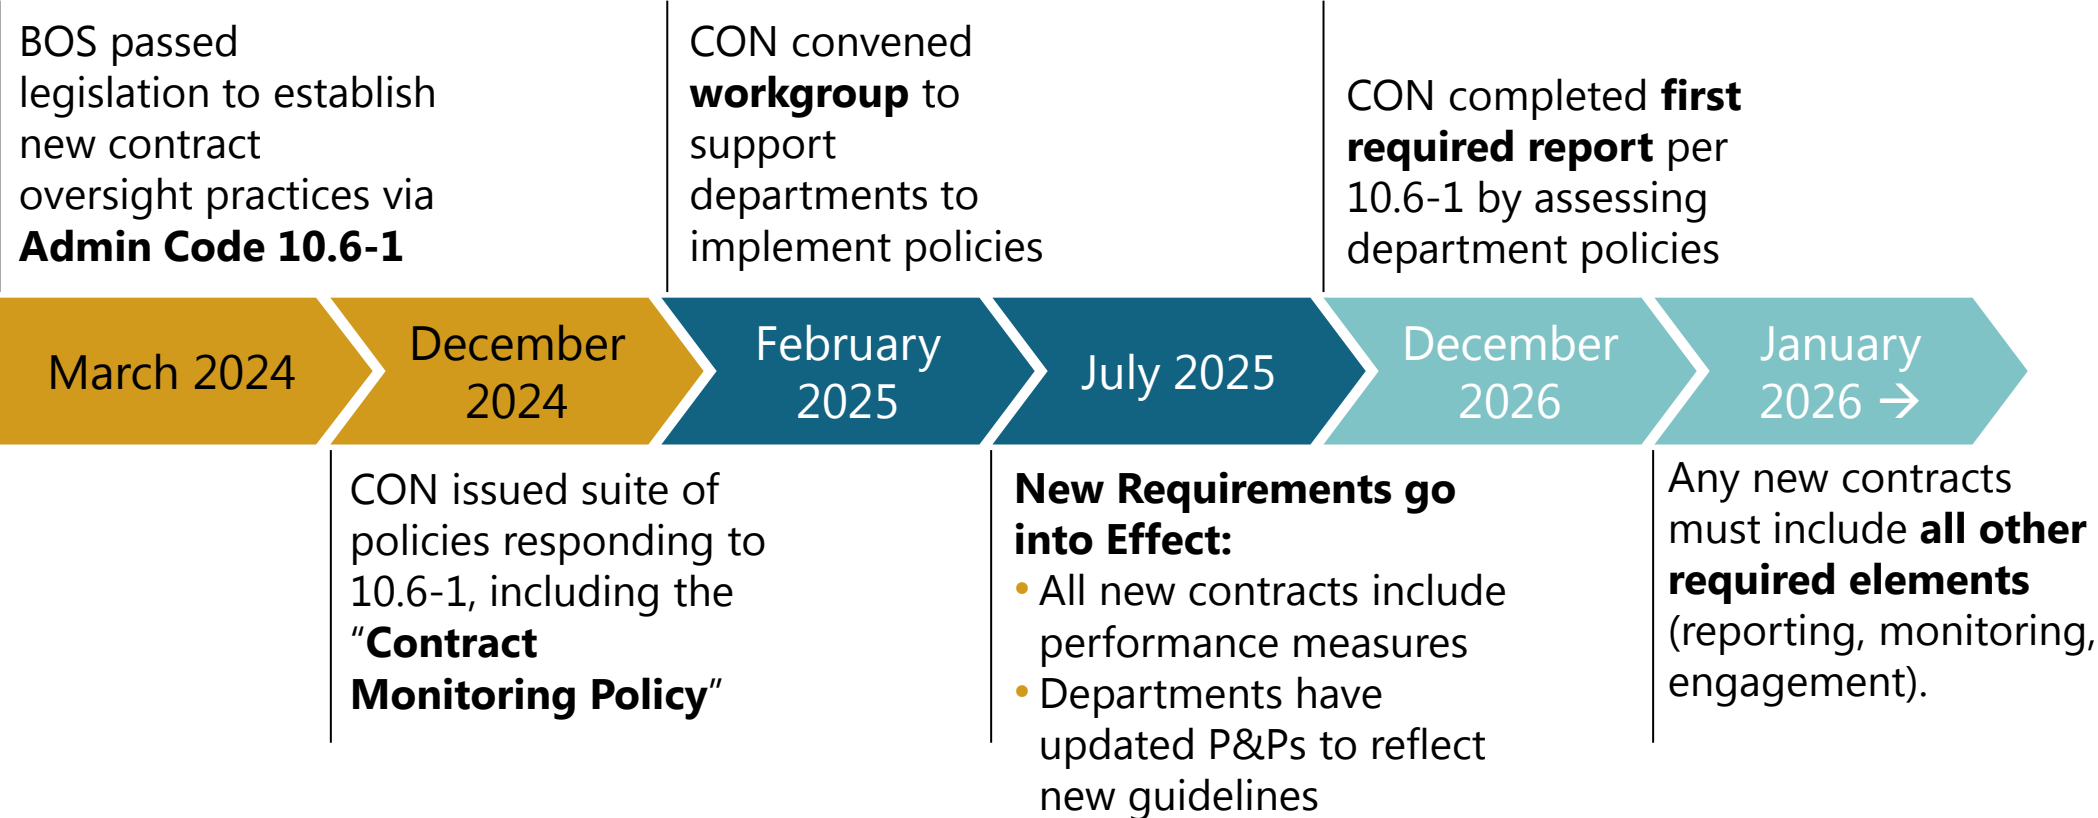 BOS passed
legislation to establish
new contract
oversight practices via
Admin Code 10.6-1
CON convened
workgroup to
support
departments to
implement policies
CON completed first
required report per
10.6-1 by assessing
department policies
March 2024
December
2024
February
2025
July 2025
December
2026
January
2026 →
CON issued suite of
policies responding to
10.6-1, including the
“Contract
Monitoring Policy”
New Requirements go
into Effect:
• All new contracts include
performance measures
• Departments have
updated P&Ps to reflect
new guidelines
Any new contracts
must include all other
required elements
(reporting, monitoring,
engagement).